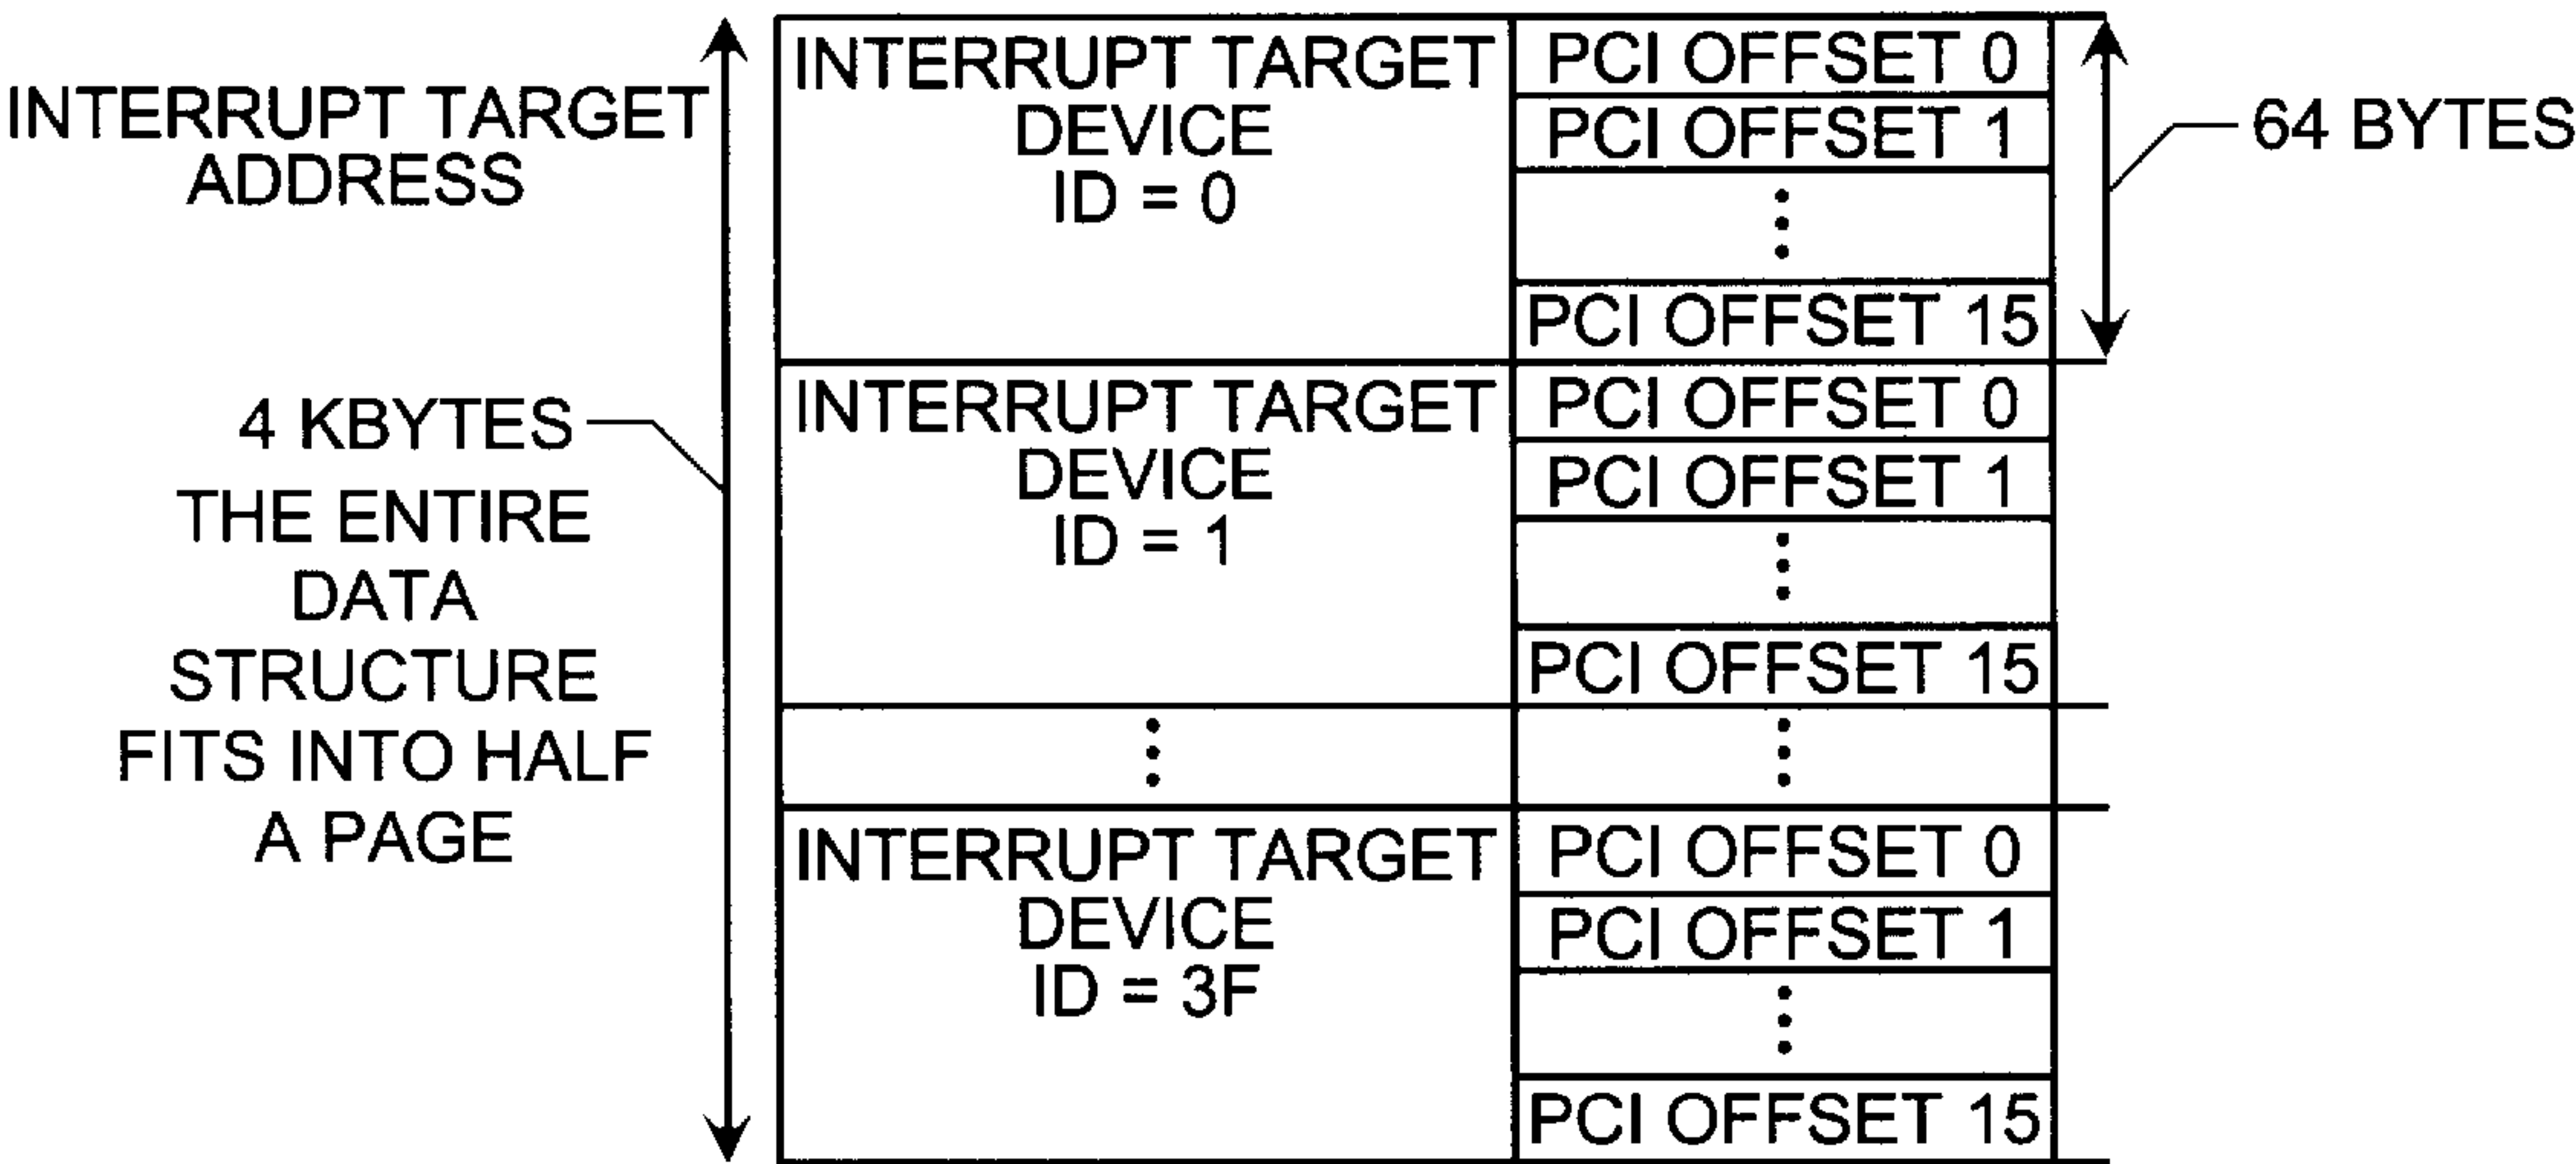 INTERRUPT TARGET
ADDRESS
4 KBYTES
THE ENTIRE
DATA
STRUCTURE
FITS INTO HALF
A PAGE
INTERRUPT TARGET
DEVICE
ID = 0
PCI OFFSET 0
PCI OFFSET 1
PCI OFFSET 15
64 BYTES
INTERRUPT TARGET
DEVICE
ID = 1
PCI OFFSET 0
PCI OFFSET 1
PCI OFFSET 15
INTERRUPT TARGET
DEVICE
ID = 3F
PCI OFFSET 0
PCI OFFSET 1
PCI OFFSET 15